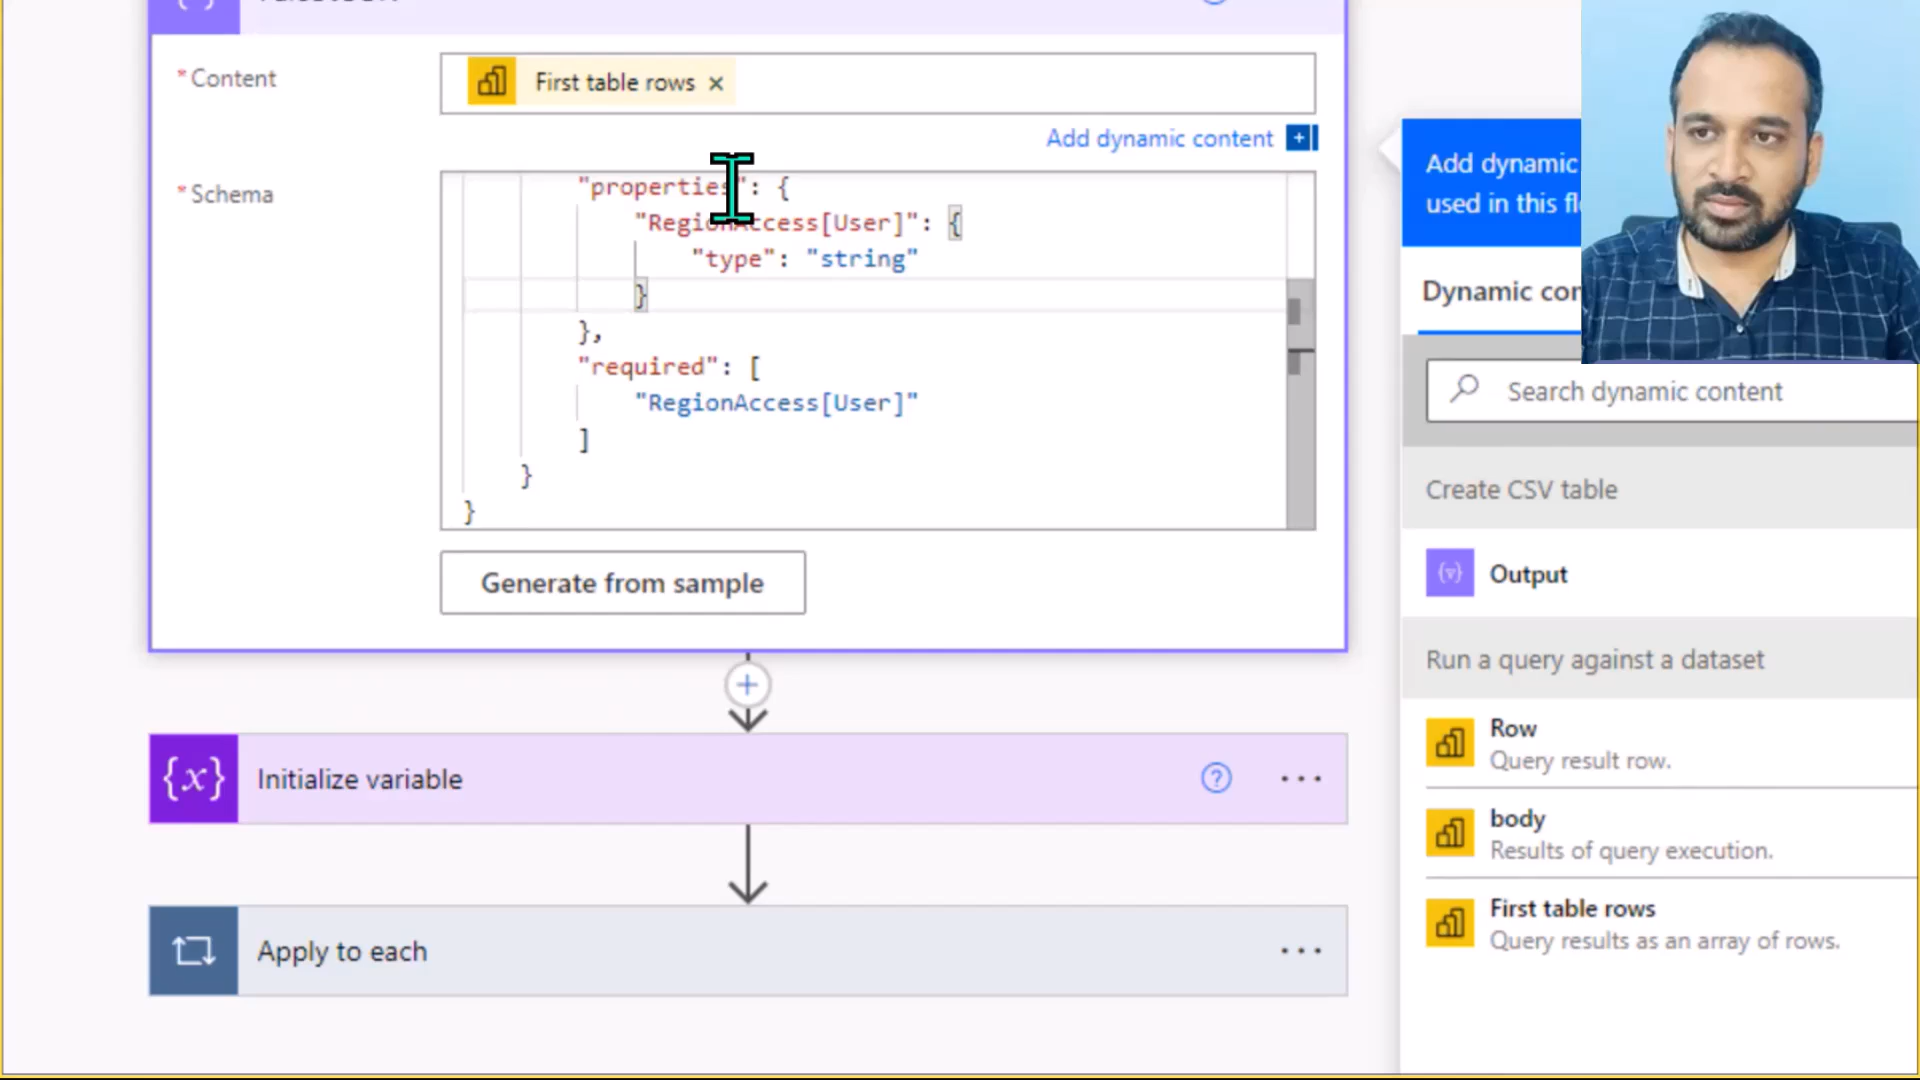 * Content
First table rows ×
Add dynamic content +
* Schema
"properties": {
"RegionAccess[User]": {
"type": "string"
}
},
"required": [
"RegionAccess[User]"
]
}
}
Generate from sample
+
{x} Initialize variable ? ...
Apply to each ...
Add dynamic
used in this
Dynamic
Search dynamic content
Create CSV table
Output
Run a query against a dataset
Row
Query result row.
body
Results of query execution.
First table rows
Query results as an array of rows.